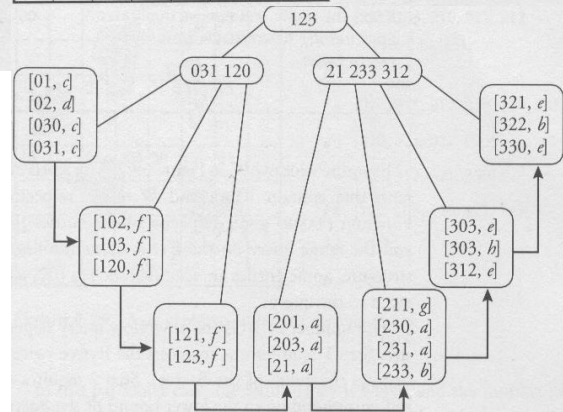 123
031 120
21 233 312
[01, c]
[02, d]
[030, c]
[031, c]
[102, f]
[103, f]
[120, f]
[121, f]
[123, f]
[201, a]
[203, a]
[21, a]
[211, g]
[230, a]
[231, a]
[233, b]
[303, e]
[303, b]
[312, e]
[321, e]
[322, b]
[330, e]